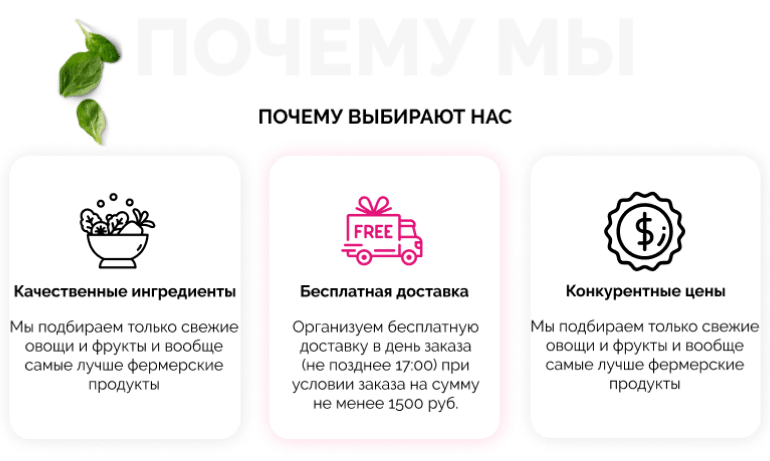 ПОЧЕМУ МЫ
ПОЧЕМУ ВЫБИРАЮТ НАС
Качественные ингредиенты
Мы подбираем только свежие
овощи и фрукты и вообще
самые лучше фермерские
продукты
FREE
Бесплатная доставка
Организуем бесплатную
доставку в день заказа
(не позднее 17:00) при
условии заказа на сумму
не менее 1500 руб.
$
Конкурентные цены
Мы подбираем только свежие
овощи и фрукты и вообще
самые лучше фермерские
продукты